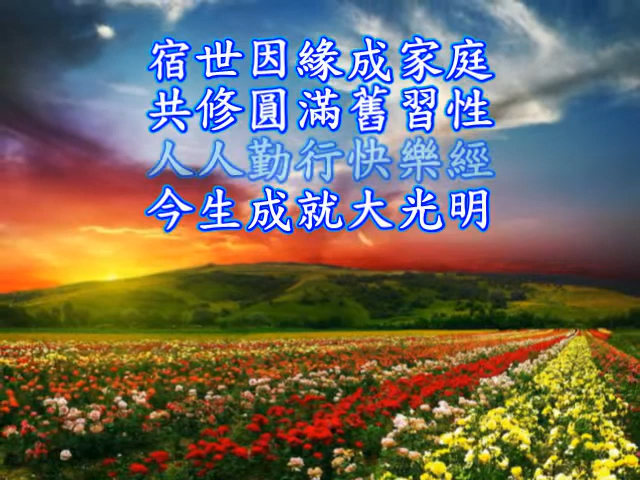 宿世因緣成家庭
共修圓滿舊習性
人人勤行快樂經
今生成就大光明